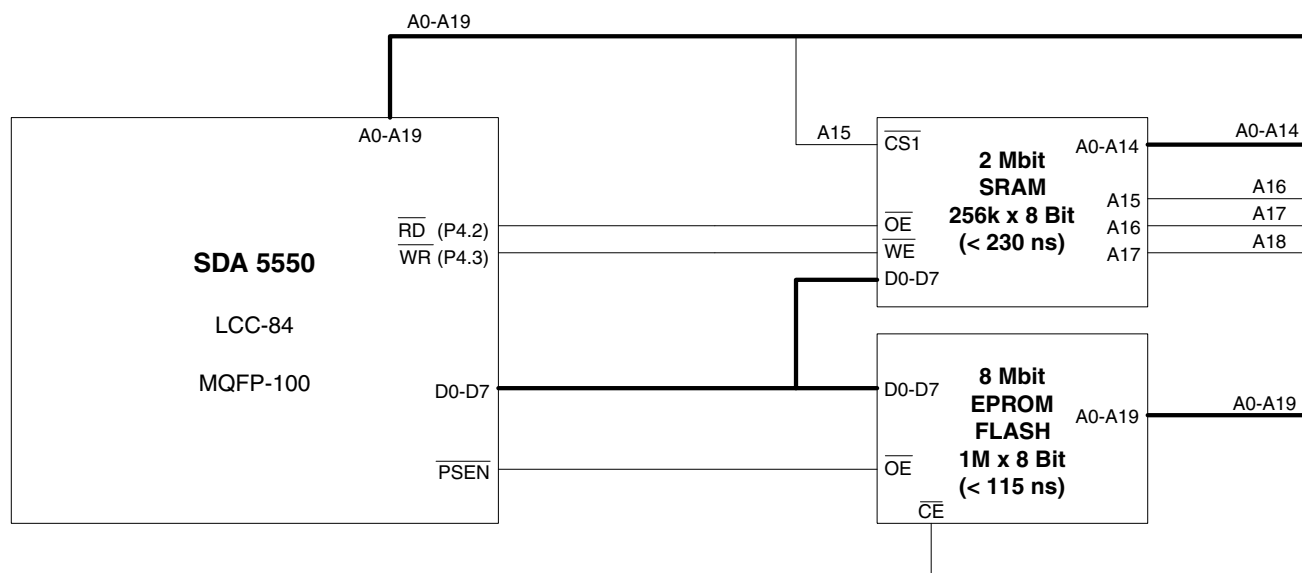 A0-A19
A0-A19
SDA 5550
LCC-84
MQFP-100
RD (P4.2)
WR (P4.3)
D0-D7
PSEN
A15
CS1
OE
WE
D0-D7
2 Mbit
SRAM
256k x 8 Bit
(< 230 ns)
A0-A14
A15
A16
A17
A0-A14
A16
A17
A18
D0-D7
OE
CE
8 Mbit
EPROM
FLASH
1M x 8 Bit
(< 115 ns)
A0-A19
A0-A19